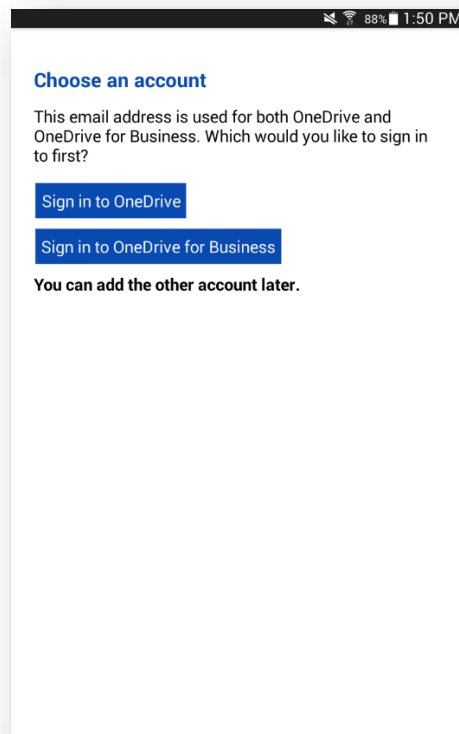 88% 1:50 PM
Choose an account
This email address is used for both OneDrive and
OneDrive for Business. Which would you like to sign in
to first?
Sign in to OneDrive
Sign in to OneDrive for Business
You can add the other account later.